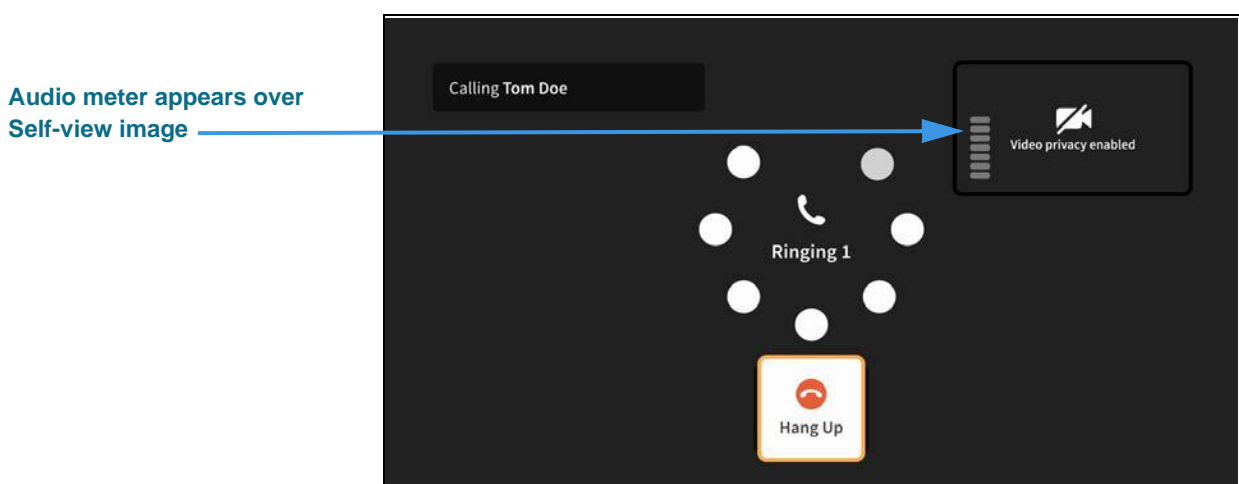 Audio meter appears over
Self-view image
Calling Tom Doe
Video privacy enabled
Ringing 1
Hang Up